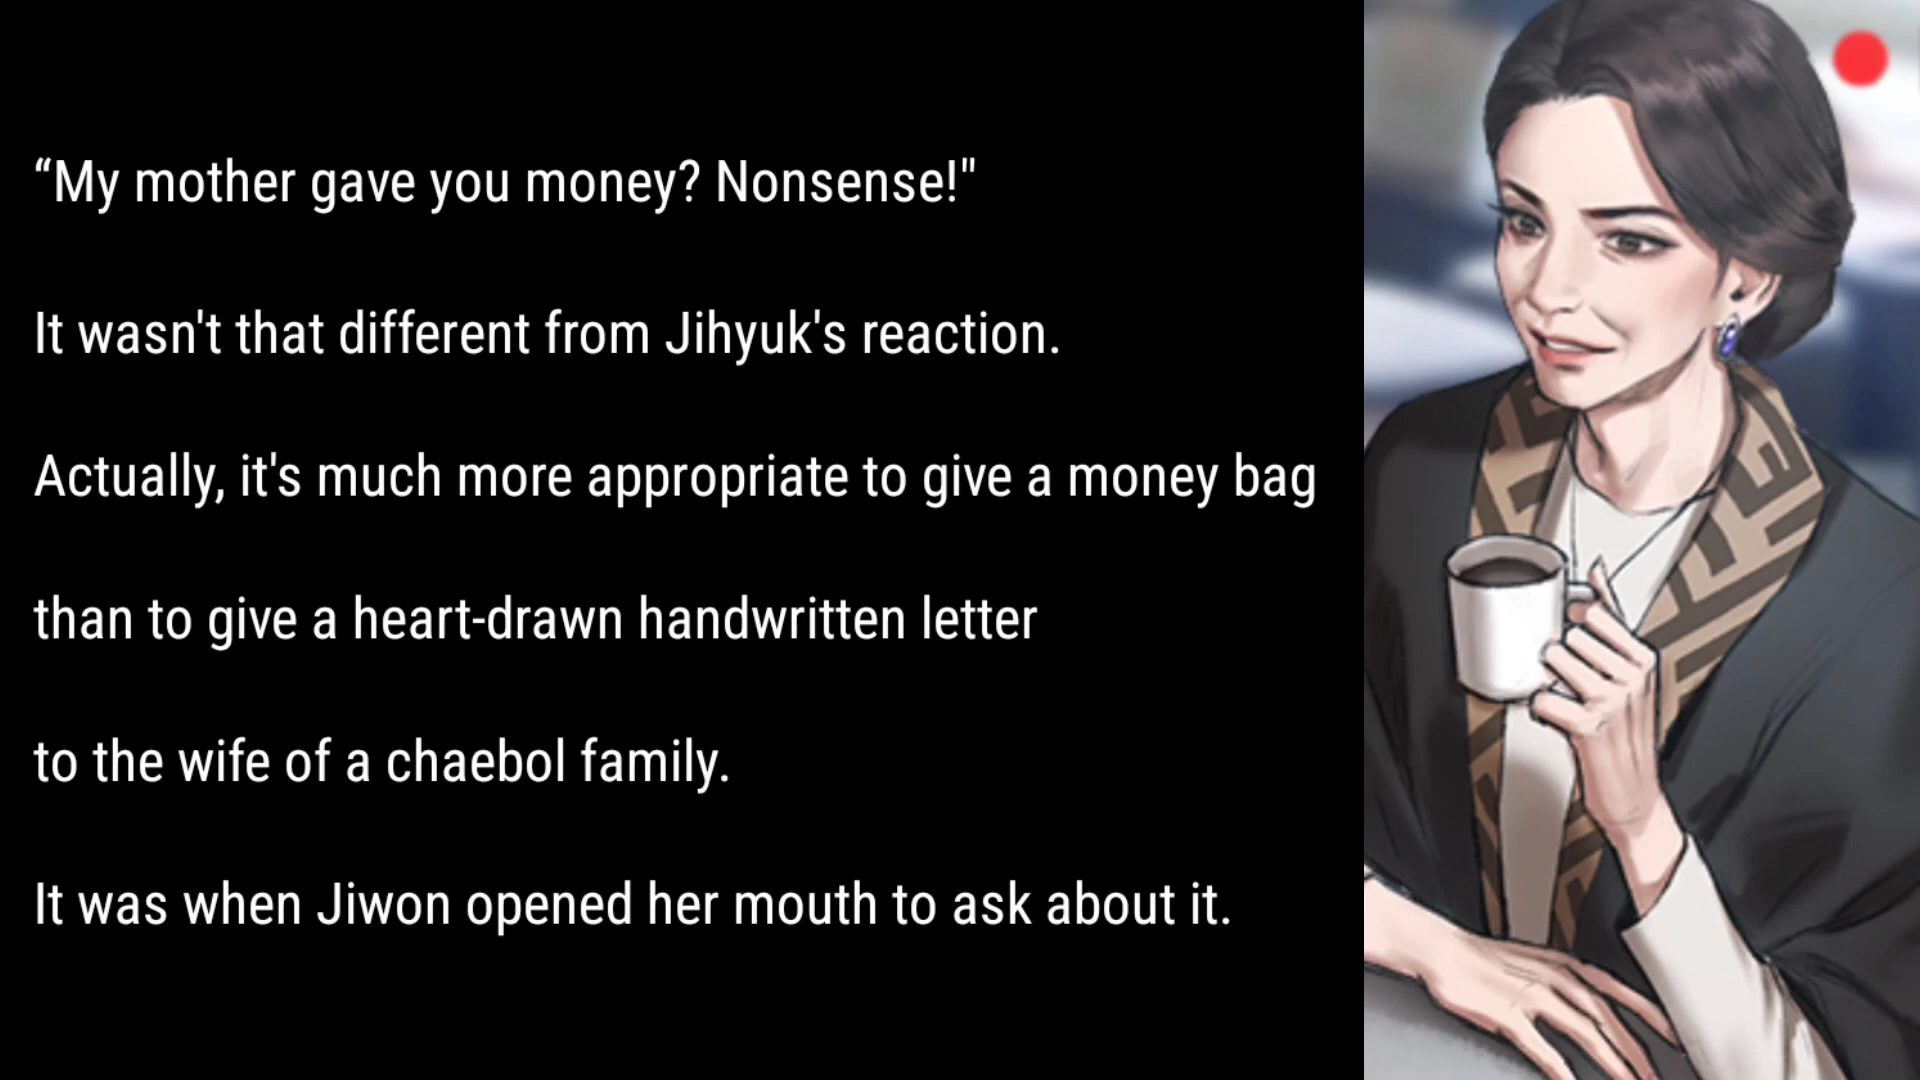 “My mother gave you money? Nonsense!"
It wasn't that different from Jihyuk's reaction.
Actually, it's much more appropriate to give a money bag
than to give a heart-drawn handwritten letter
to the wife of a chaebol family.
It was when Jiwon opened her mouth to ask about it.